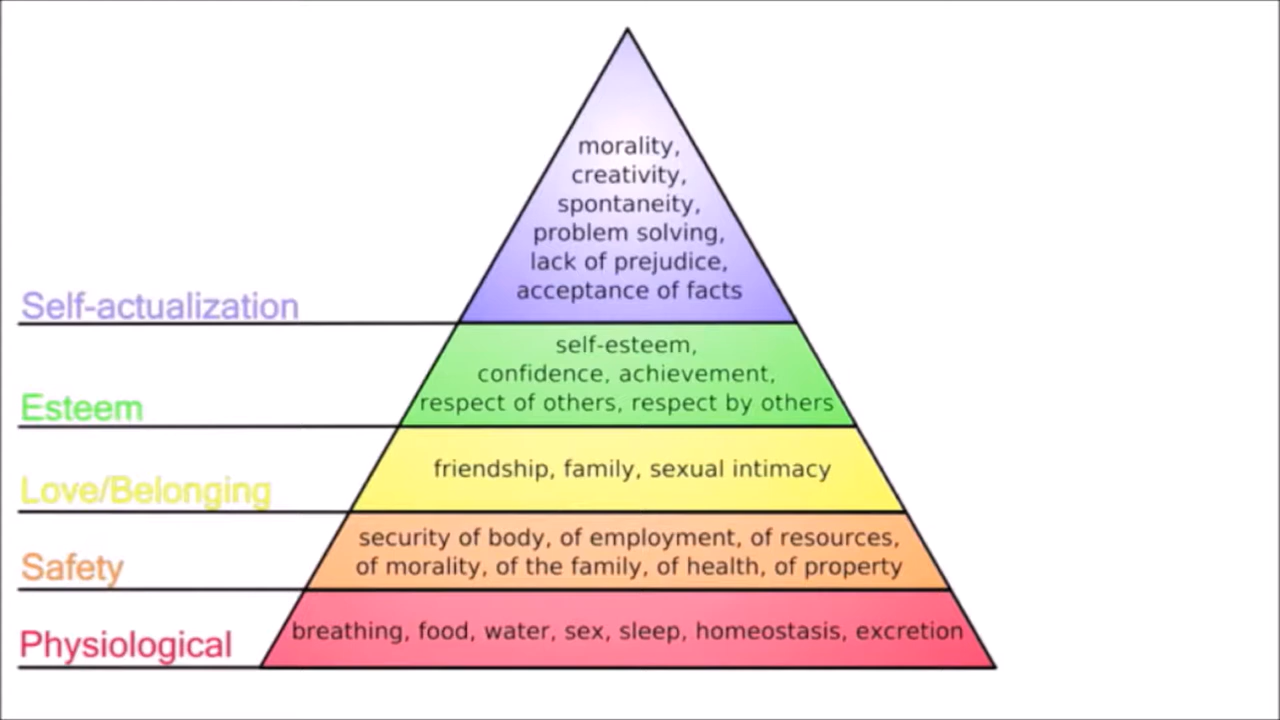 morality,
creativity,
spontaneity,
problem solving,
lack of prejudice,
acceptance of facts
Self-actualization
self-esteem,
confidence, achievement,
respect of others, respect by others
Esteem
friendship, family, sexual intimacy
Love/Belonging
security of body, of employment, of resources,
of morality, of the family, of health, of property
Safety
breathing, food, water, sex, sleep, homeostasis, excretion
Physiological